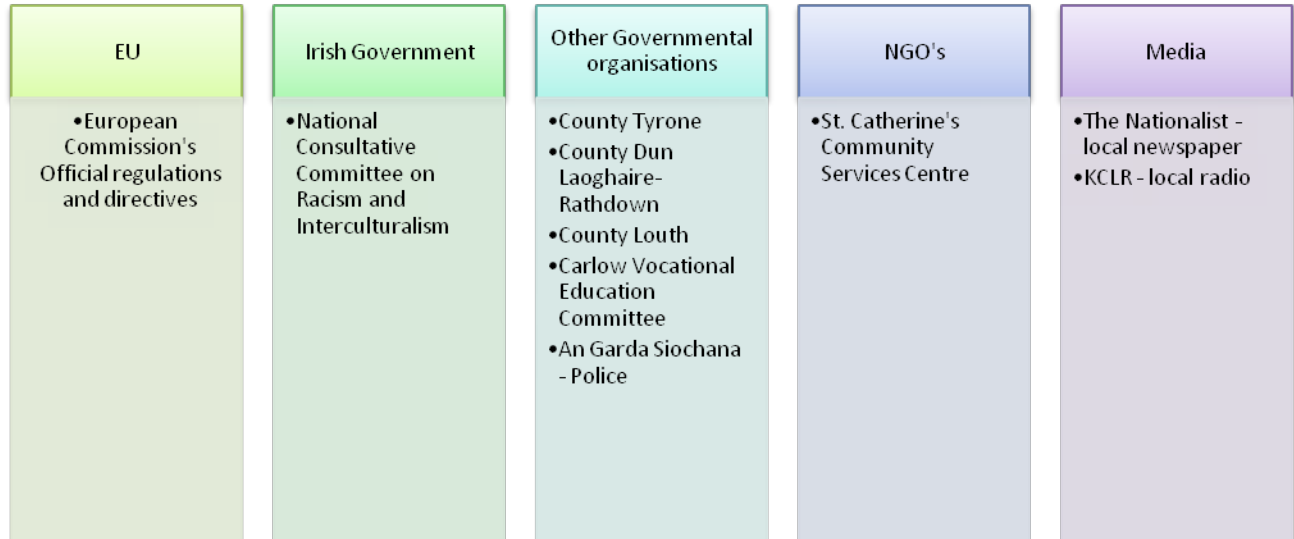 EU
•European
Commission's
Official regulations
and directives
Irish Government
•National
Consultative
Committee on
Racism and
Interculturalism
Other Governmental
organisations
•County Tyrone
•County Dun
Laoghaire-
Rathdown
•County Louth
•Carlow Vocational
Education
Committee
•An Garda Siochana
- Police
NGO's
•St. Catherine's
Community
Services Centre
Media
•The Nationalist -
local newspaper
•KCLR - local radio